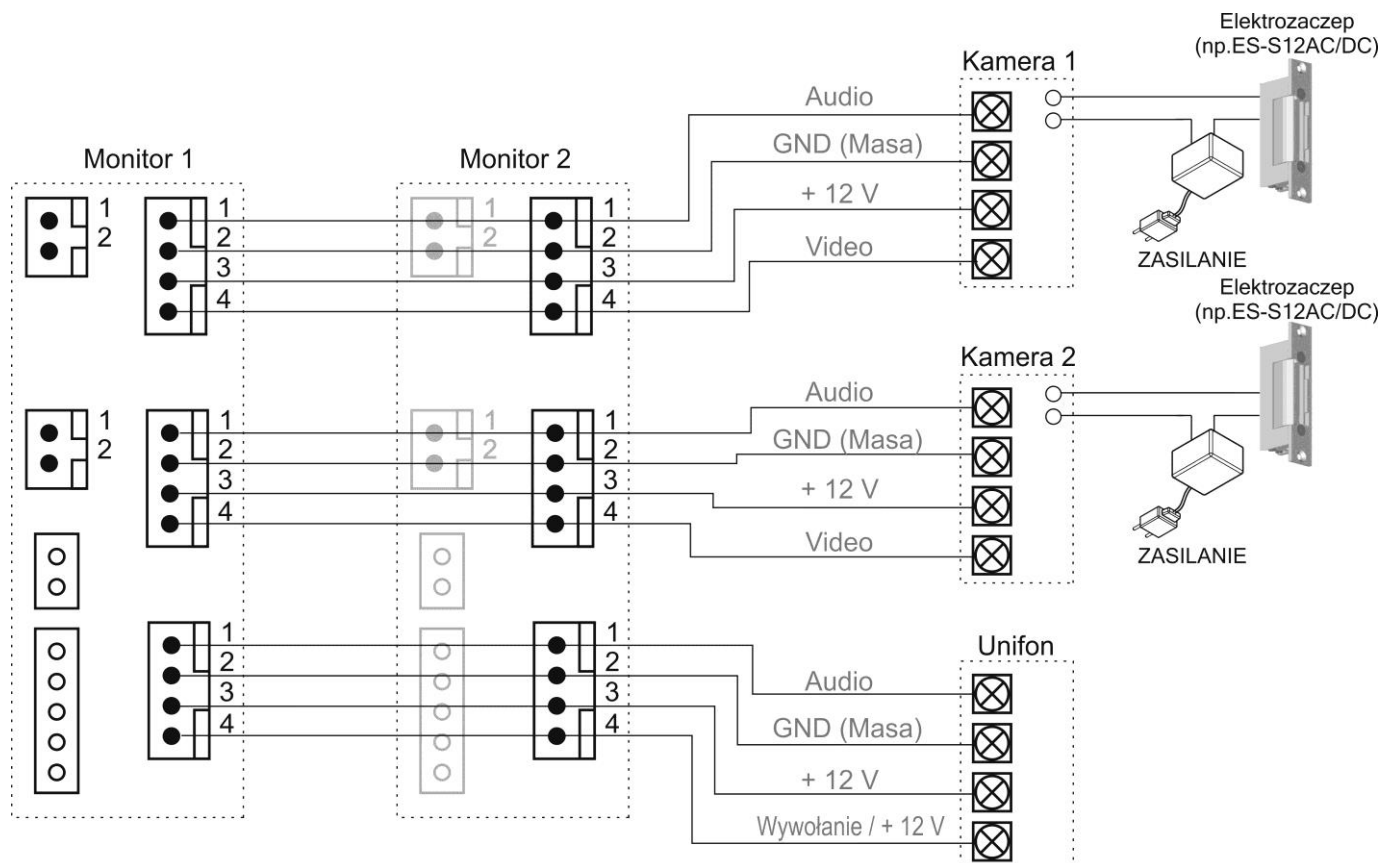 Elektrozaczep
(np.ES-S12AC/DC)
Kamera 1
Audio
GND (Masa)
+ 12 V
Video
ZASILANIE
Monitor 1
Monitor 2
1
2
1
2
3
4
1
2
1
2
3
4
Elektrozaczep
(np.ES-S12AC/DC)
Kamera 2
Audio
GND (Masa)
+ 12 V
Video
ZASILANIE
1
2
1
2
3
4
1
2
1
2
3
4
Unifon
Audio
GND (Masa)
+ 12 V
Wywołanie / + 12 V
1
2
3
4
1
2
3
4